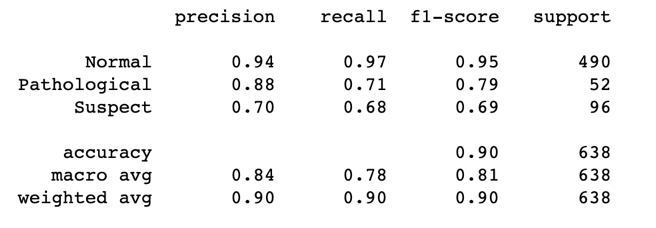 precision recall f1-score support
Normal 0.94 0.97 0.95 490
Pathological 0.88 0.71 0.79 52
Suspect 0.70 0.68 0.69 96
accuracy 0.90 638
macro avg 0.84 0.78 0.81 638
weighted avg 0.90 0.90 0.90 638